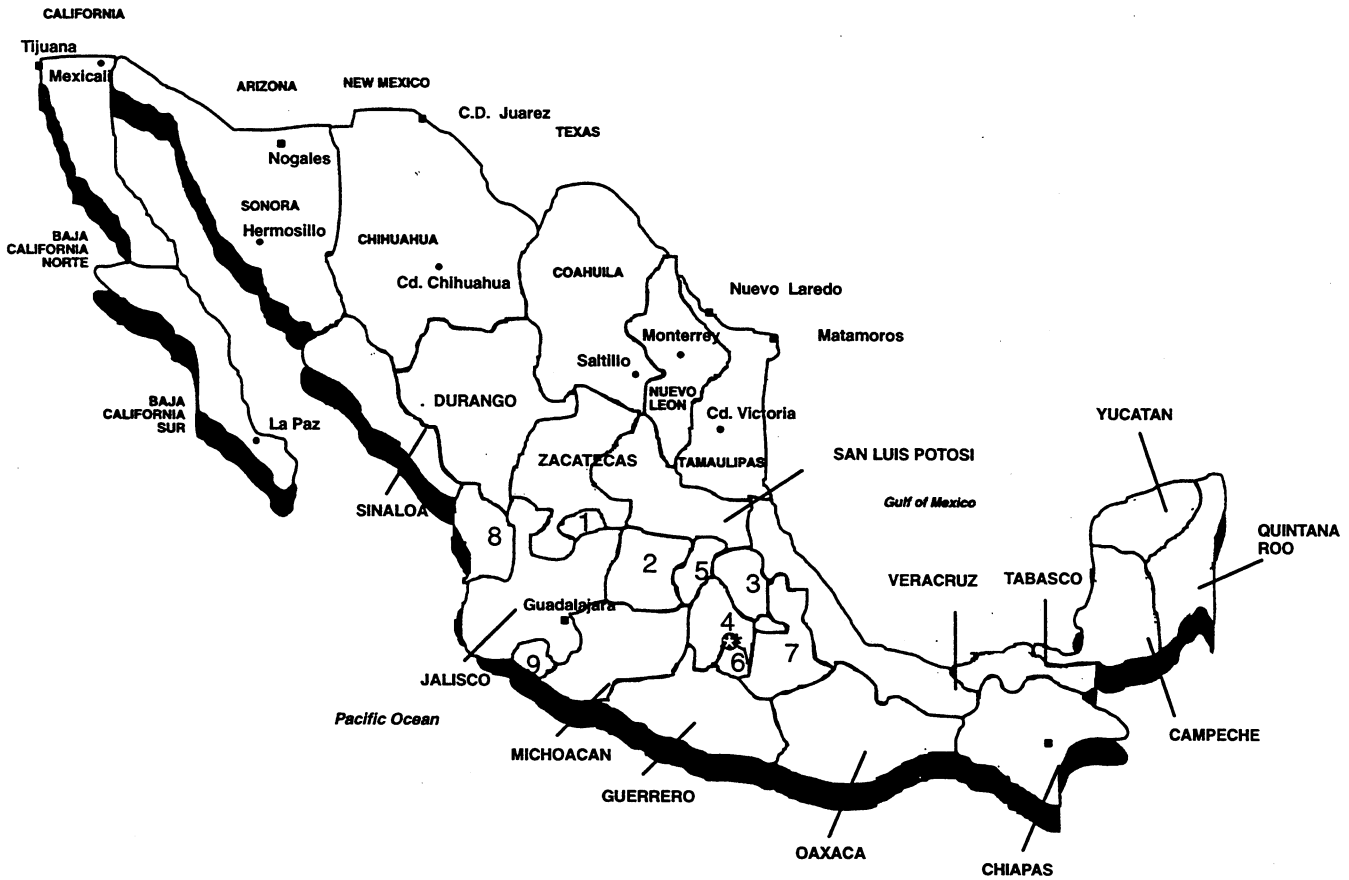 CALIFORNIA
Tijuana
Mexicali
ARIZONA
NEW MEXICO
C.D. Juarez
TEXAS
Nogales
SONORA
Hermosillo
BAJA
CALIFORNIA
NORTE
CHIHUAHUA
Cd. Chihuahua
COAHUILA
Nuevo Laredo
Monterrey
Matamoros
Saltillo
NUEVO
LEON
DURANGO
BAJA
CALIFORNIA
SUR
La Paz
Cd. Victoria
YUCATAN
ZACATECAS
TAMAULIPAS
SAN LUIS POTOSI
Gulf of Mexico
SINALOA
1
8
QUINTANA
ROO
2
5
3
VERACRUZ
TABASCO
Guadalajara
4
6
7
9
JALISCO
Pacific Ocean
MICHOACAN
CAMPECHE
GUERRERO
OAXACA
CHIAPAS